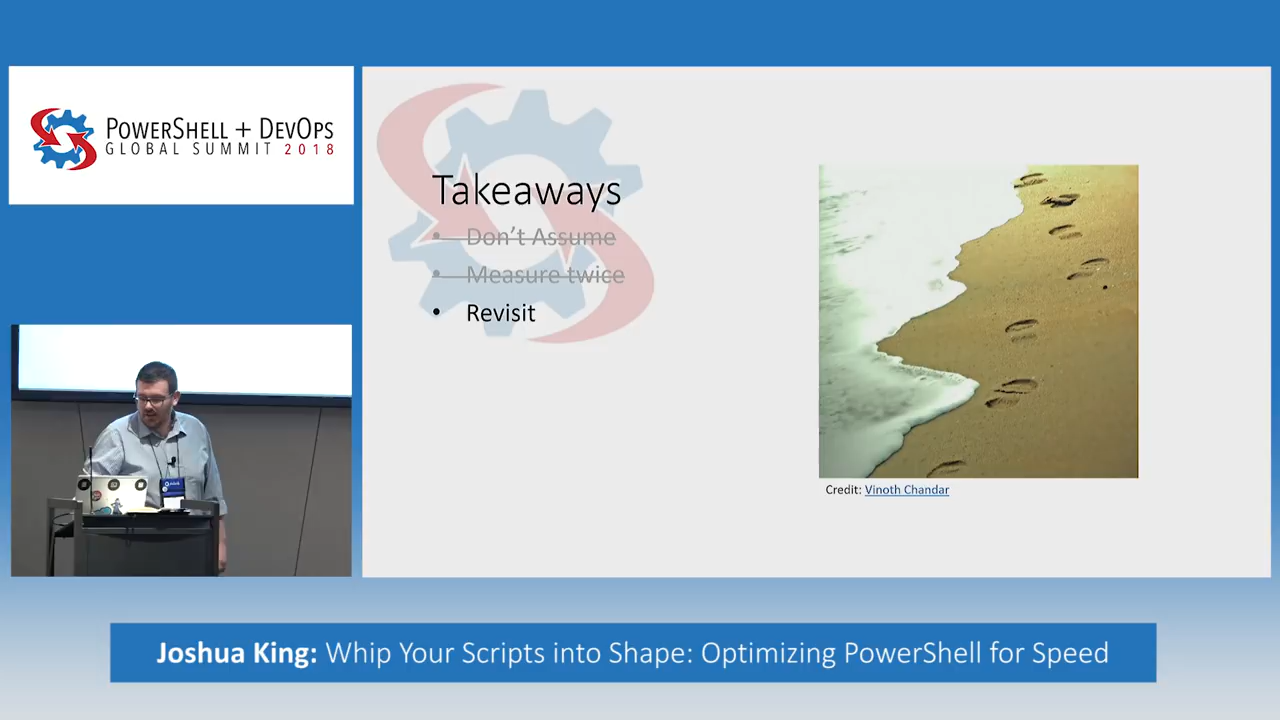 POWERSHELL + DEVOPS
GLOBAL SUMMIT 2018
Takeaways
• Don't Assume
• Measure twice
• Revisit
Credit: Vinoth Chandar
Joshua King: Whip Your Scripts into Shape: Optimizing PowerShell for Speed